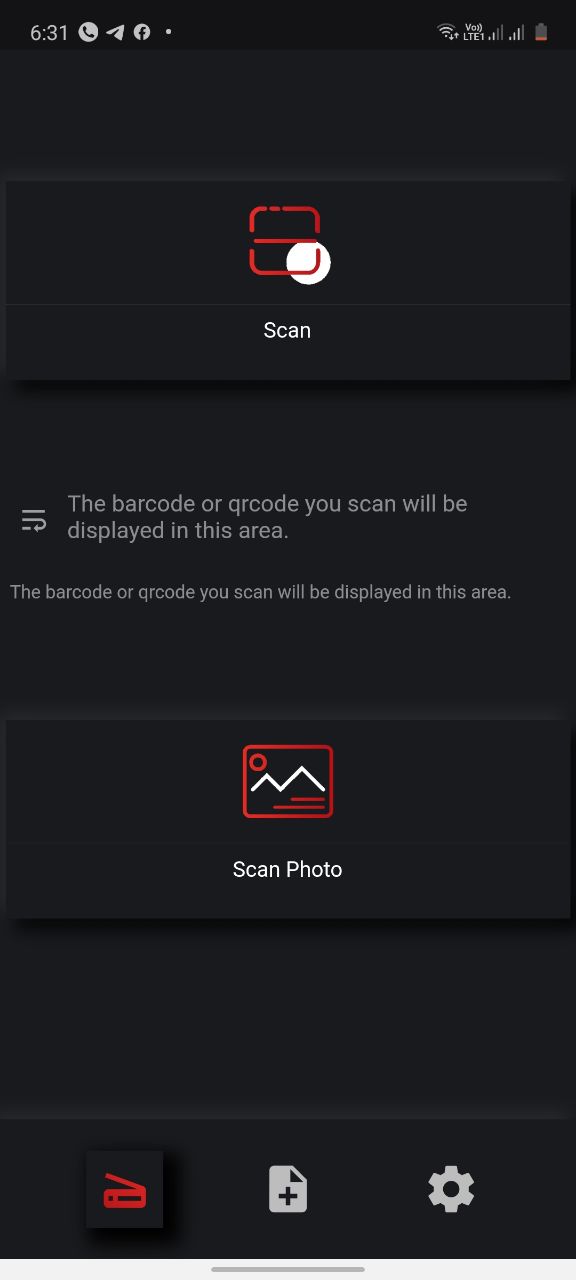 6:31
Vo))
LTE1
Scan
The barcode or qrcode you scan will be
displayed in this area.
The barcode or qrcode you scan will be displayed in this area.
Scan Photo